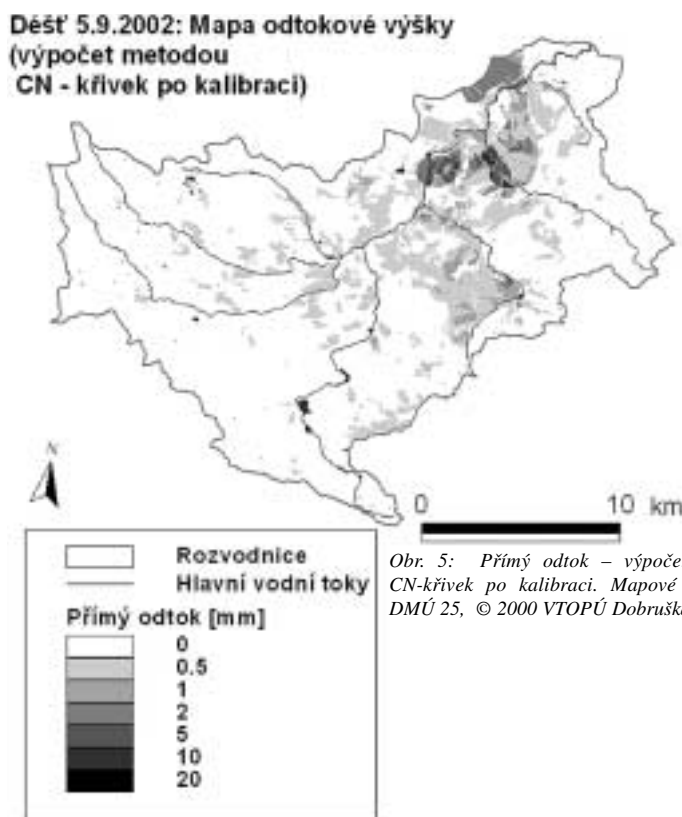 Déšť 5.9.2002: Mapa odtokové výšky
(výpočet metodou
CN - křivek po kalibraci)
N
0 10 km
Rozvodnice
Hlavní vodní toky
Přímý odtok [mm]
0
0.5
1
2
5
10
20
Obr. 5: Přímý odtok – výpoče
CN-křivek po kalibraci. Mapové
DMÚ 25, © 2000 VTOPÚ Dobrušk